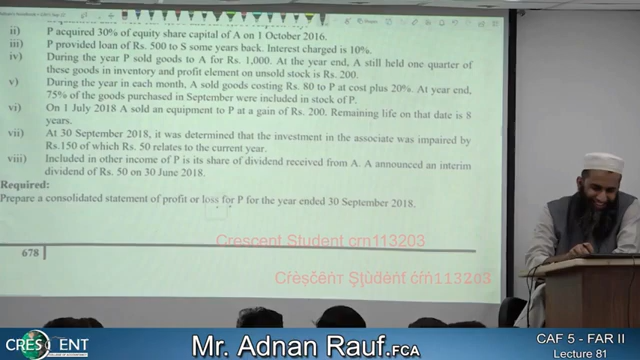 ii) P acquired 30% of equity share capital of A on 1 October 2016.
iii) P provided loan of Rs. 500 to S some years back. Interest charged is 10%.
iv) During the year P sold goods to A for Rs. 1,000. At the year end, A still held one quarter of
these goods in inventory and profit element on unsold stock is Rs. 200.
v) During the year in each month, A sold goods costing Rs. 80 to P at cost plus 20%. At year end,
75% of the goods purchased in September were included in stock of P.
vi) On 1 July 2018 A sold an equipment to P at a gain of Rs. 200. Remaining life on that date is 8
years.
vii) At 30 September 2018, it was determined that the investment in the associate was impaired by
Rs.150 of which Rs. 50 relates to the current year.
viii) Included in other income of P is its share of dividend received from A. A announced an interim
dividend of Rs. 50 on 30 June 2018.
Required:
Prepare a consolidated statement of profit or loss for P for the year ended 30 September 2018.
Crescent Student crn113203
678
Crèşčėņт Şţùdėņt ćŕñ113203
CRESCENT
Mr. Adnan Rauf.FCA
CAF 5 - FAR II
Lecture 81